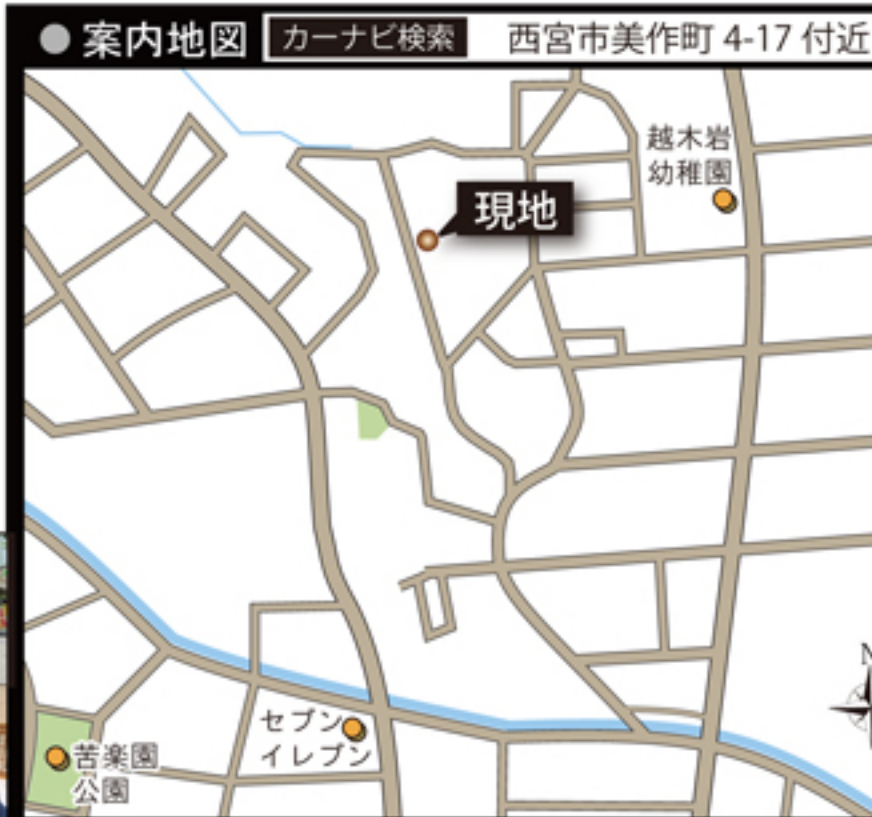 ●案内地図 カーナビ検索 西宮市美作町 4-17 付近
越木岩
幼稚園
現地
N
セブン
イレブン
苦楽園
公園